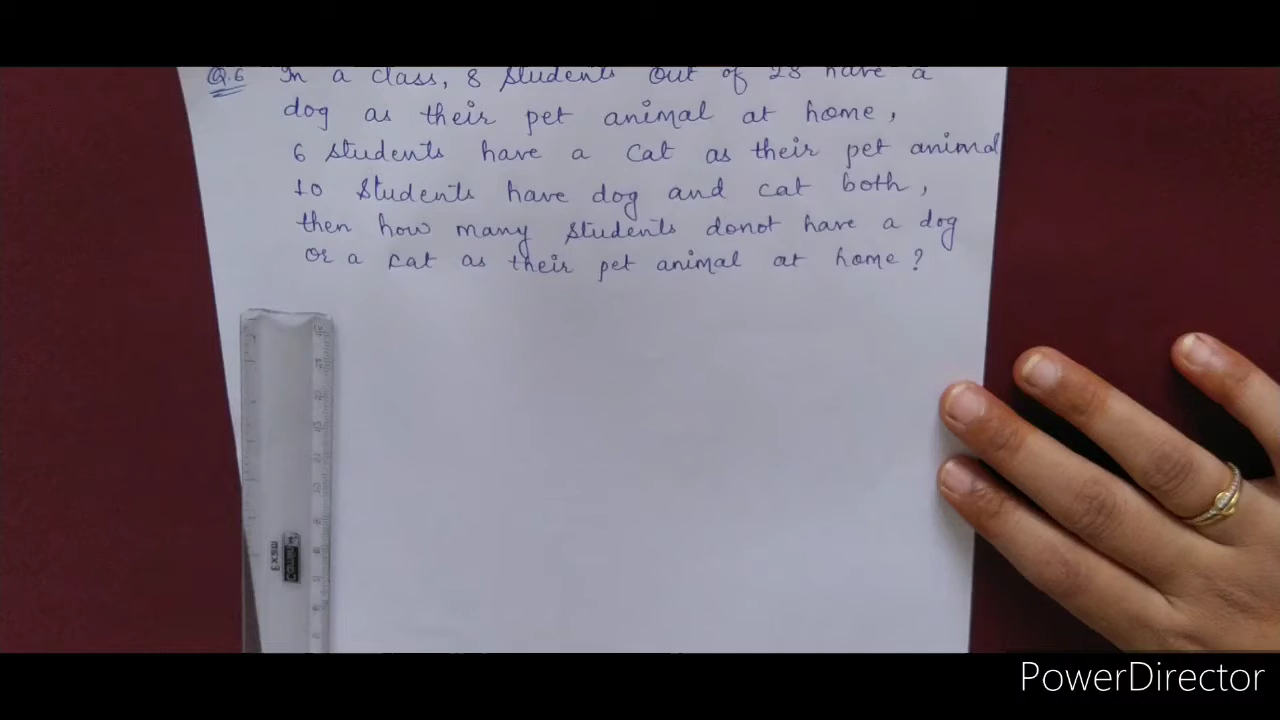 Q.6 In a class, 8 students out of 28 have a
dog as their pet animal at home,
6 students have a cat as their pet animal
10 students have dog and cat both,
then how many students donot have a dog
or a cat as their pet animal at home?
PowerDirector